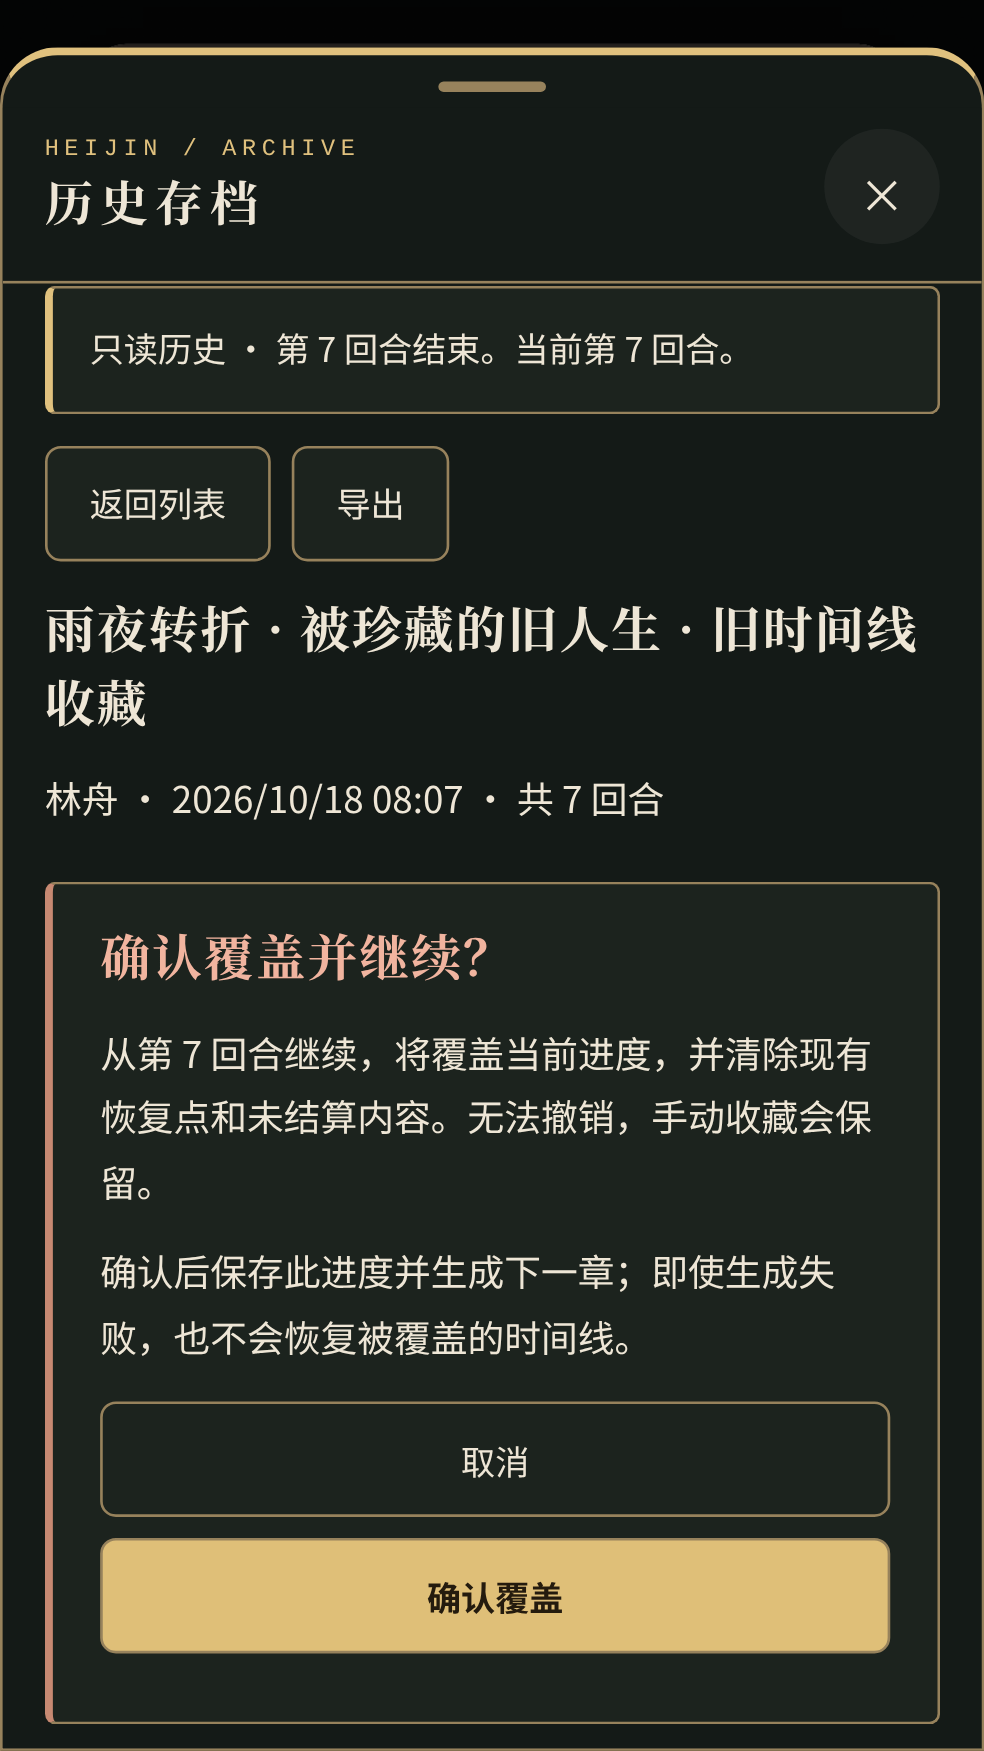 HEIJIN / ARCHIVE
历史存档
只读历史 · 第 7 回合结束。当前第 7 回合。
返回列表
导出
雨夜转折 · 被珍藏的旧人生 · 旧时间线
收藏
林舟 · 2026/10/18 08:07 · 共 7 回合
确认覆盖并继续？
从第 7 回合继续，将覆盖当前进度，并清除现有
恢复点和未结算内容。无法撤销，手动收藏会保
留。
确认后保存此进度并生成下一章；即使生成失
败，也不会恢复被覆盖的时间线。
取消
确认覆盖